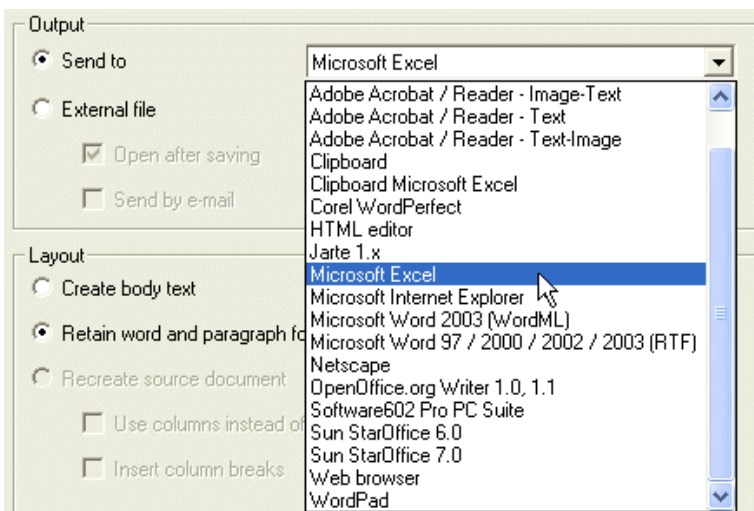 Output
Send to
Microsoft Excel
External file
Open after saving
Send by e-mail
Adobe Acrobat / Reader - Image-Text
Adobe Acrobat / Reader - Text
Adobe Acrobat / Reader - Text-Image
Clipboard
Clipboard Microsoft Excel
Corel WordPerfect
HTML editor
Jarte 1.x
Microsoft Excel
Microsoft Internet Explorer
Microsoft Word 2003 (WordML)
Microsoft Word 97 / 2000 / 2002 / 2003 (RTF)
Netscape
OpenOffice.org Writer 1.0, 1.1
Software602 Pro PC Suite
Sun StarOffice 6.0
Sun StarOffice 7.0
Web browser
WordPad
Layout
Create body text
Retain word and paragraph fo
Recreate source document
Use columns instead of
Insert column breaks